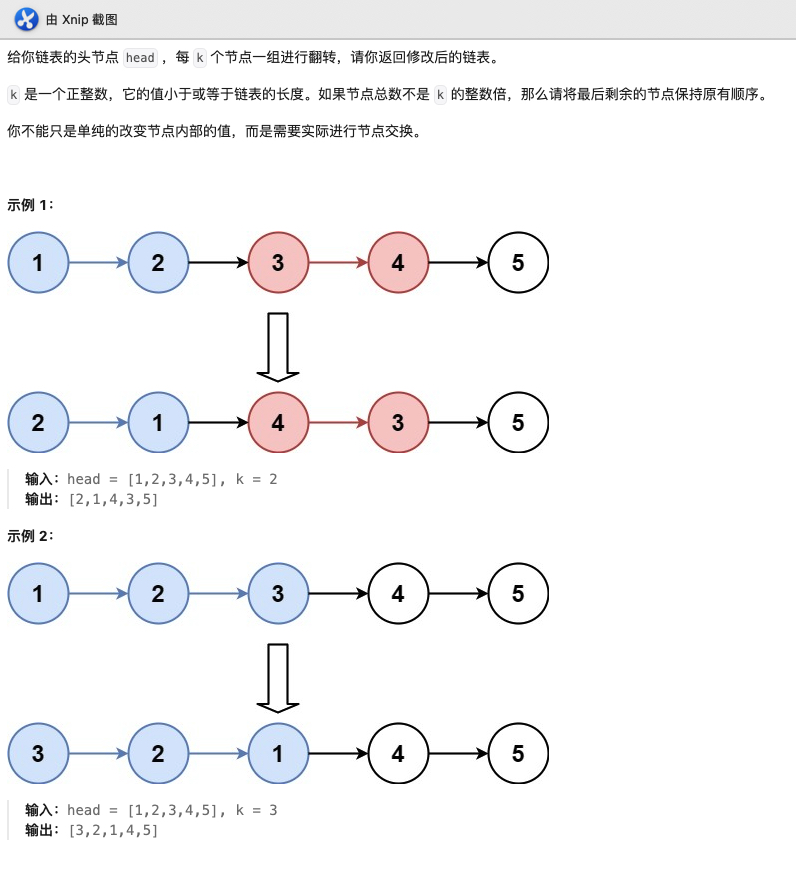 由 Xnip 截图
给你链表的头节点 head ，每 k 个节点一组进行翻转，请你返回修改后的链表。
k 是一个正整数，它的值小于或等于链表的长度。如果节点总数不是 k 的整数倍，那么请将最后剩余的节点保持原有顺序。
你不能只是单纯的改变节点内部的值，而是需要实际进行节点交换。
示例 1：
1 2 3 4 5
2 1 4 3 5
输入：head = [1,2,3,4,5], k = 2
输出：[2,1,4,3,5]
示例 2：
1 2 3 4 5
3 2 1 4 5
输入：head = [1,2,3,4,5], k = 3
输出：[3,2,1,4,5]